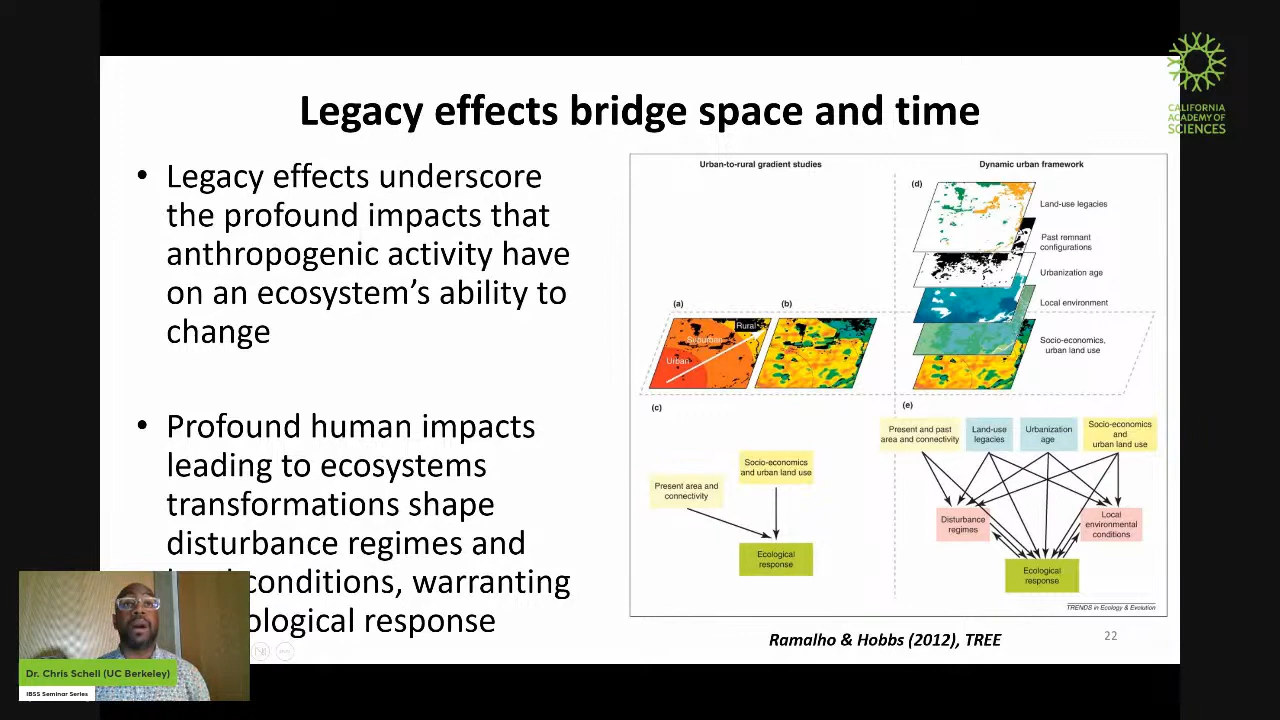 Legacy effects bridge space and time
CALIFORNIA
ACADEMY OF
SCIENCES
• Legacy effects underscore
the profound impacts that
anthropogenic activity have
on an ecosystem’s ability to
change
• Profound human impacts
leading to ecosystems
transformations shape
disturbance regimes and
conditions, warranting
ological response
Urban-to-rural gradient studies
Dynamic urban framework
(d)
Land-use legacies
Past remnant
configurations
Urbanization age
Local environment
Socio-economics,
urban land use
(a)
(b)
Rural
Suburban
Urban
(c)
Socio-economics
and urban land use
Present area and
connectivity
Ecological
response
(e)
Present and past
area and connectivity
Land-use
legacies
Urbanization
age
Socio-economics
and
urban land use
Disturbance
regimes
Local
environmental
conditions
Ecological
response
TRENDS in Ecology & Evolution
Ramalho & Hobbs (2012), TREE
22
Dr. Chris Schell (UC Berkeley)
IBSS Seminar Series